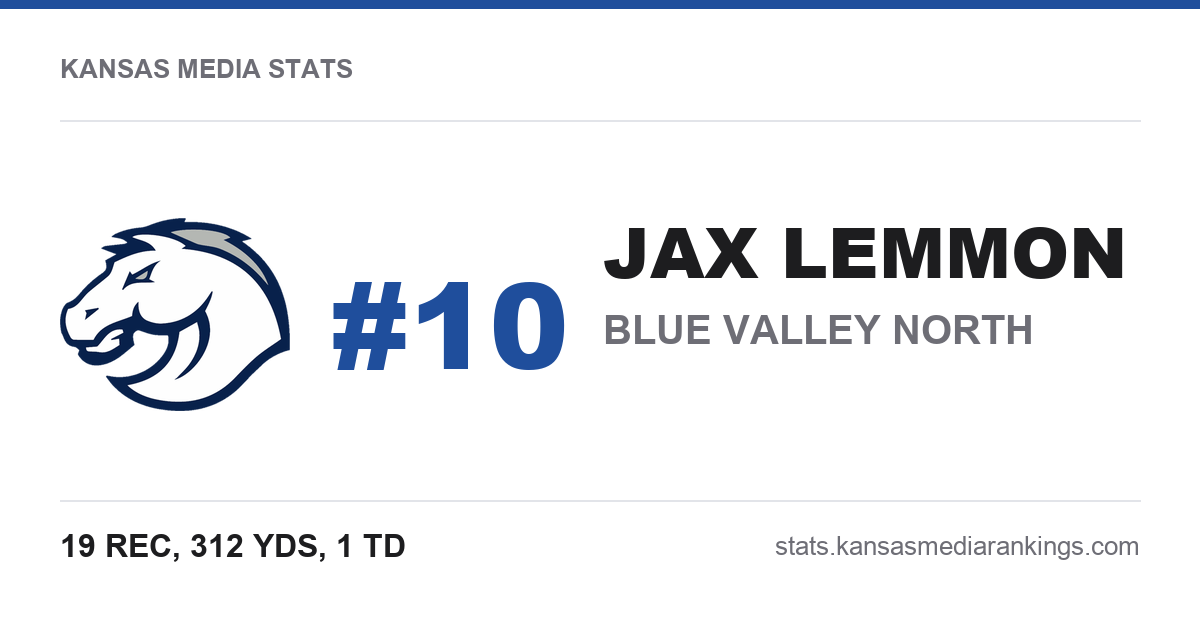 KANSAS MEDIA STATS
#10
JAX LEMMON
BLUE VALLEY NORTH
19 REC, 312 YDS, 1 TD
stats.kansasmediarankings.com